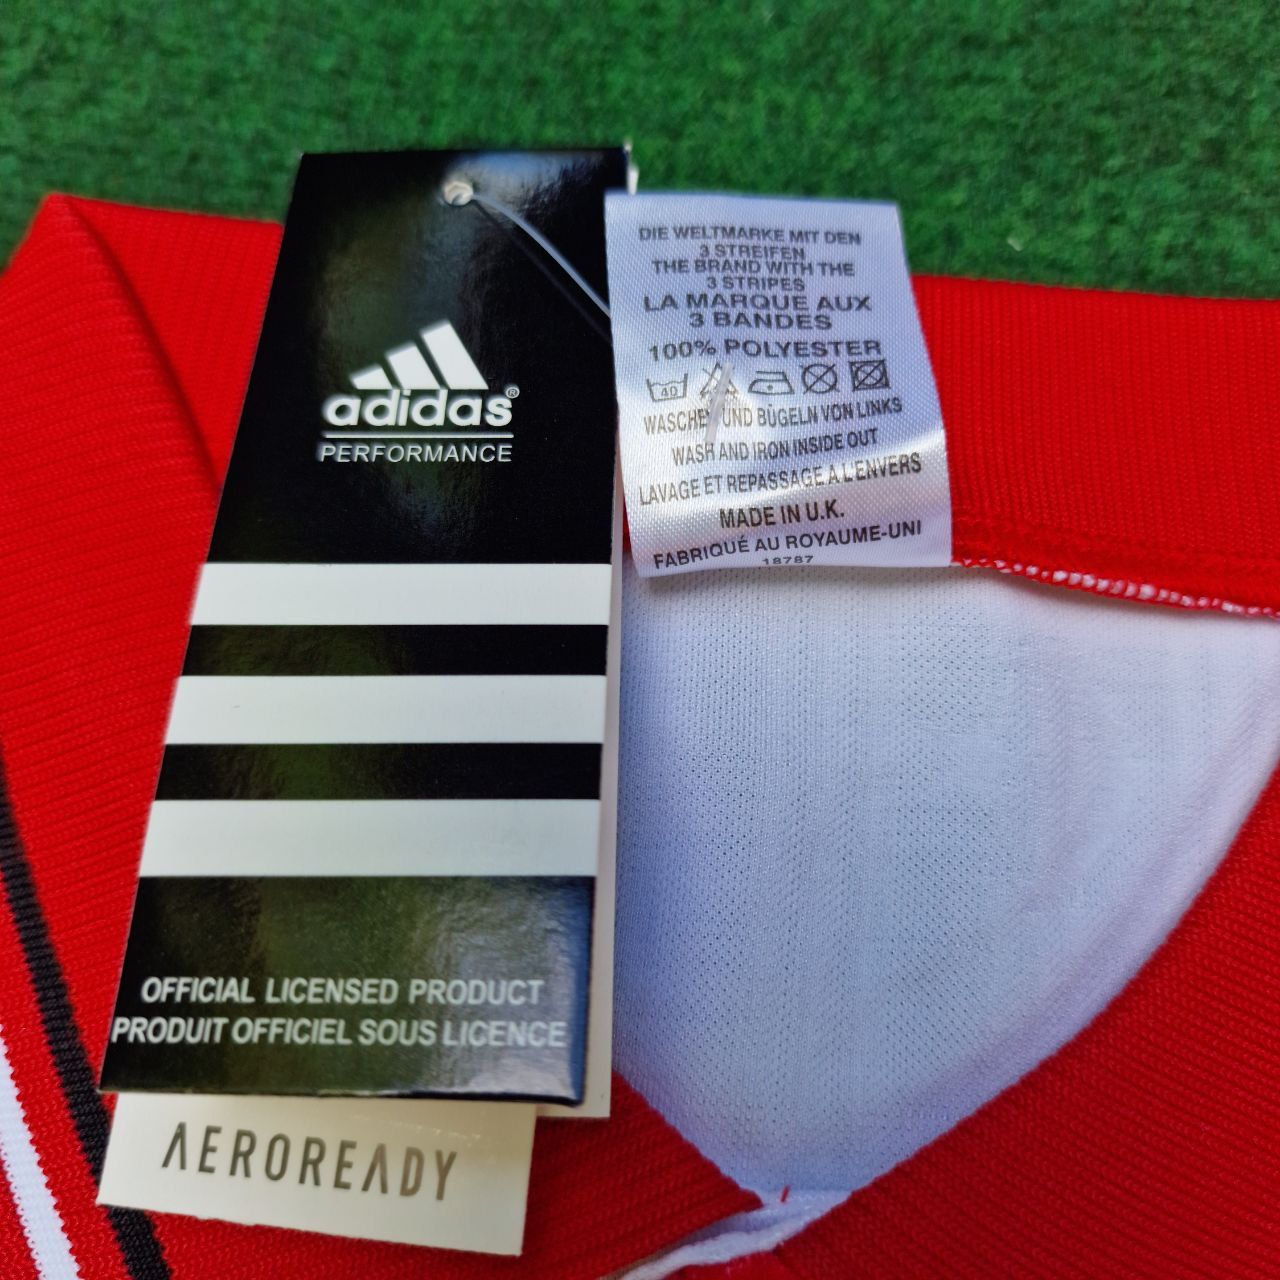 adidas®
PERFORMANCE
OFFICIAL LICENSED PRODUCT
PRODUIT OFFICIEL SOUS LICENCE
AEROREADY
DIE WELTMARKE MIT DEN
3 STREIFEN
THE BRAND WITH THE
3 STRIPES
LA MARQUE AUX
3 BANDES
100% POLYESTER
40
WASCHEN UND BÜGELN VON LINKS
WASH AND IRON INSIDE OUT
LAVAGE ET REPASSAGE A L'ENVERS
MADE IN U.K.
FABRIQUÉ AU ROYAUME-UNI
18787